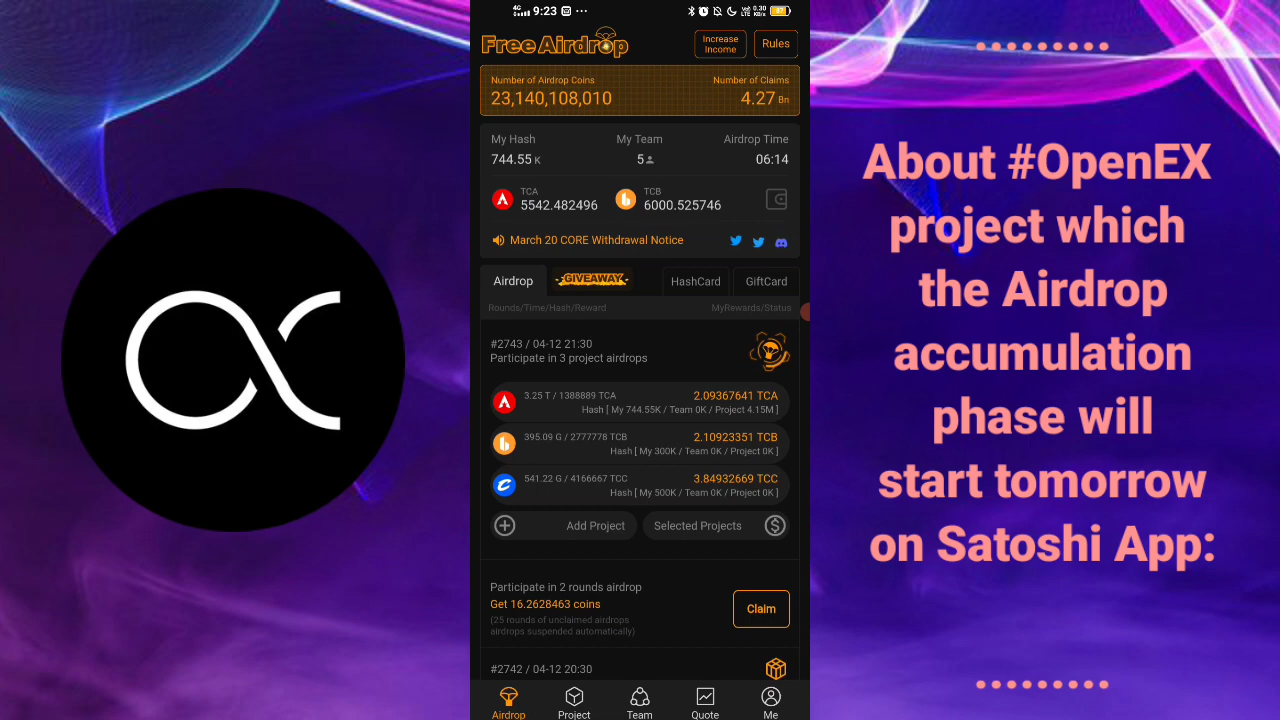 4G 9:23 ... Vo) LTE 0.30 KB/s 47
Free Airdrop
Increase Income
Rules
Number of Airdrop Coins
Number of Claims
23,140,108,010
4.27 Bn
My Hash
My Team
Airdrop Time
744.55 K
5
06:14
TCA
5542.482496
TCB
6000.525746
March 20 CORE Withdrawal Notice
Airdrop
GIVEAWAY
HashCard
GiftCard
Rounds/Time/Hash/Reward
MyRewards/Status
#2743 / 04-12 21:30
Participate in 3 project airdrops
3.25 T / 1388889 TCA
2.09367641 TCA
Hash [ My 744.55K / Team 0K / Project 4.15M ]
395.09 G / 2777778 TCB
2.10923351 TCB
Hash [ My 300K / Team 0K / Project 0K ]
541.22 G / 4166667 TCC
3.84932669 TCC
Hash [ My 500K / Team 0K / Project 0K ]
Add Project
Selected Projects
Participate in 2 rounds airdrop
Get 16.2628463 coins
(25 rounds of unclaimed airdrops
airdrops suspended automatically)
Claim
#2742 / 04-12 20:30
Airdrop
Project
Team
Quote
Me
About #OpenEX
project which
the Airdrop
accumulation
phase will
start tomorrow
on Satoshi App: